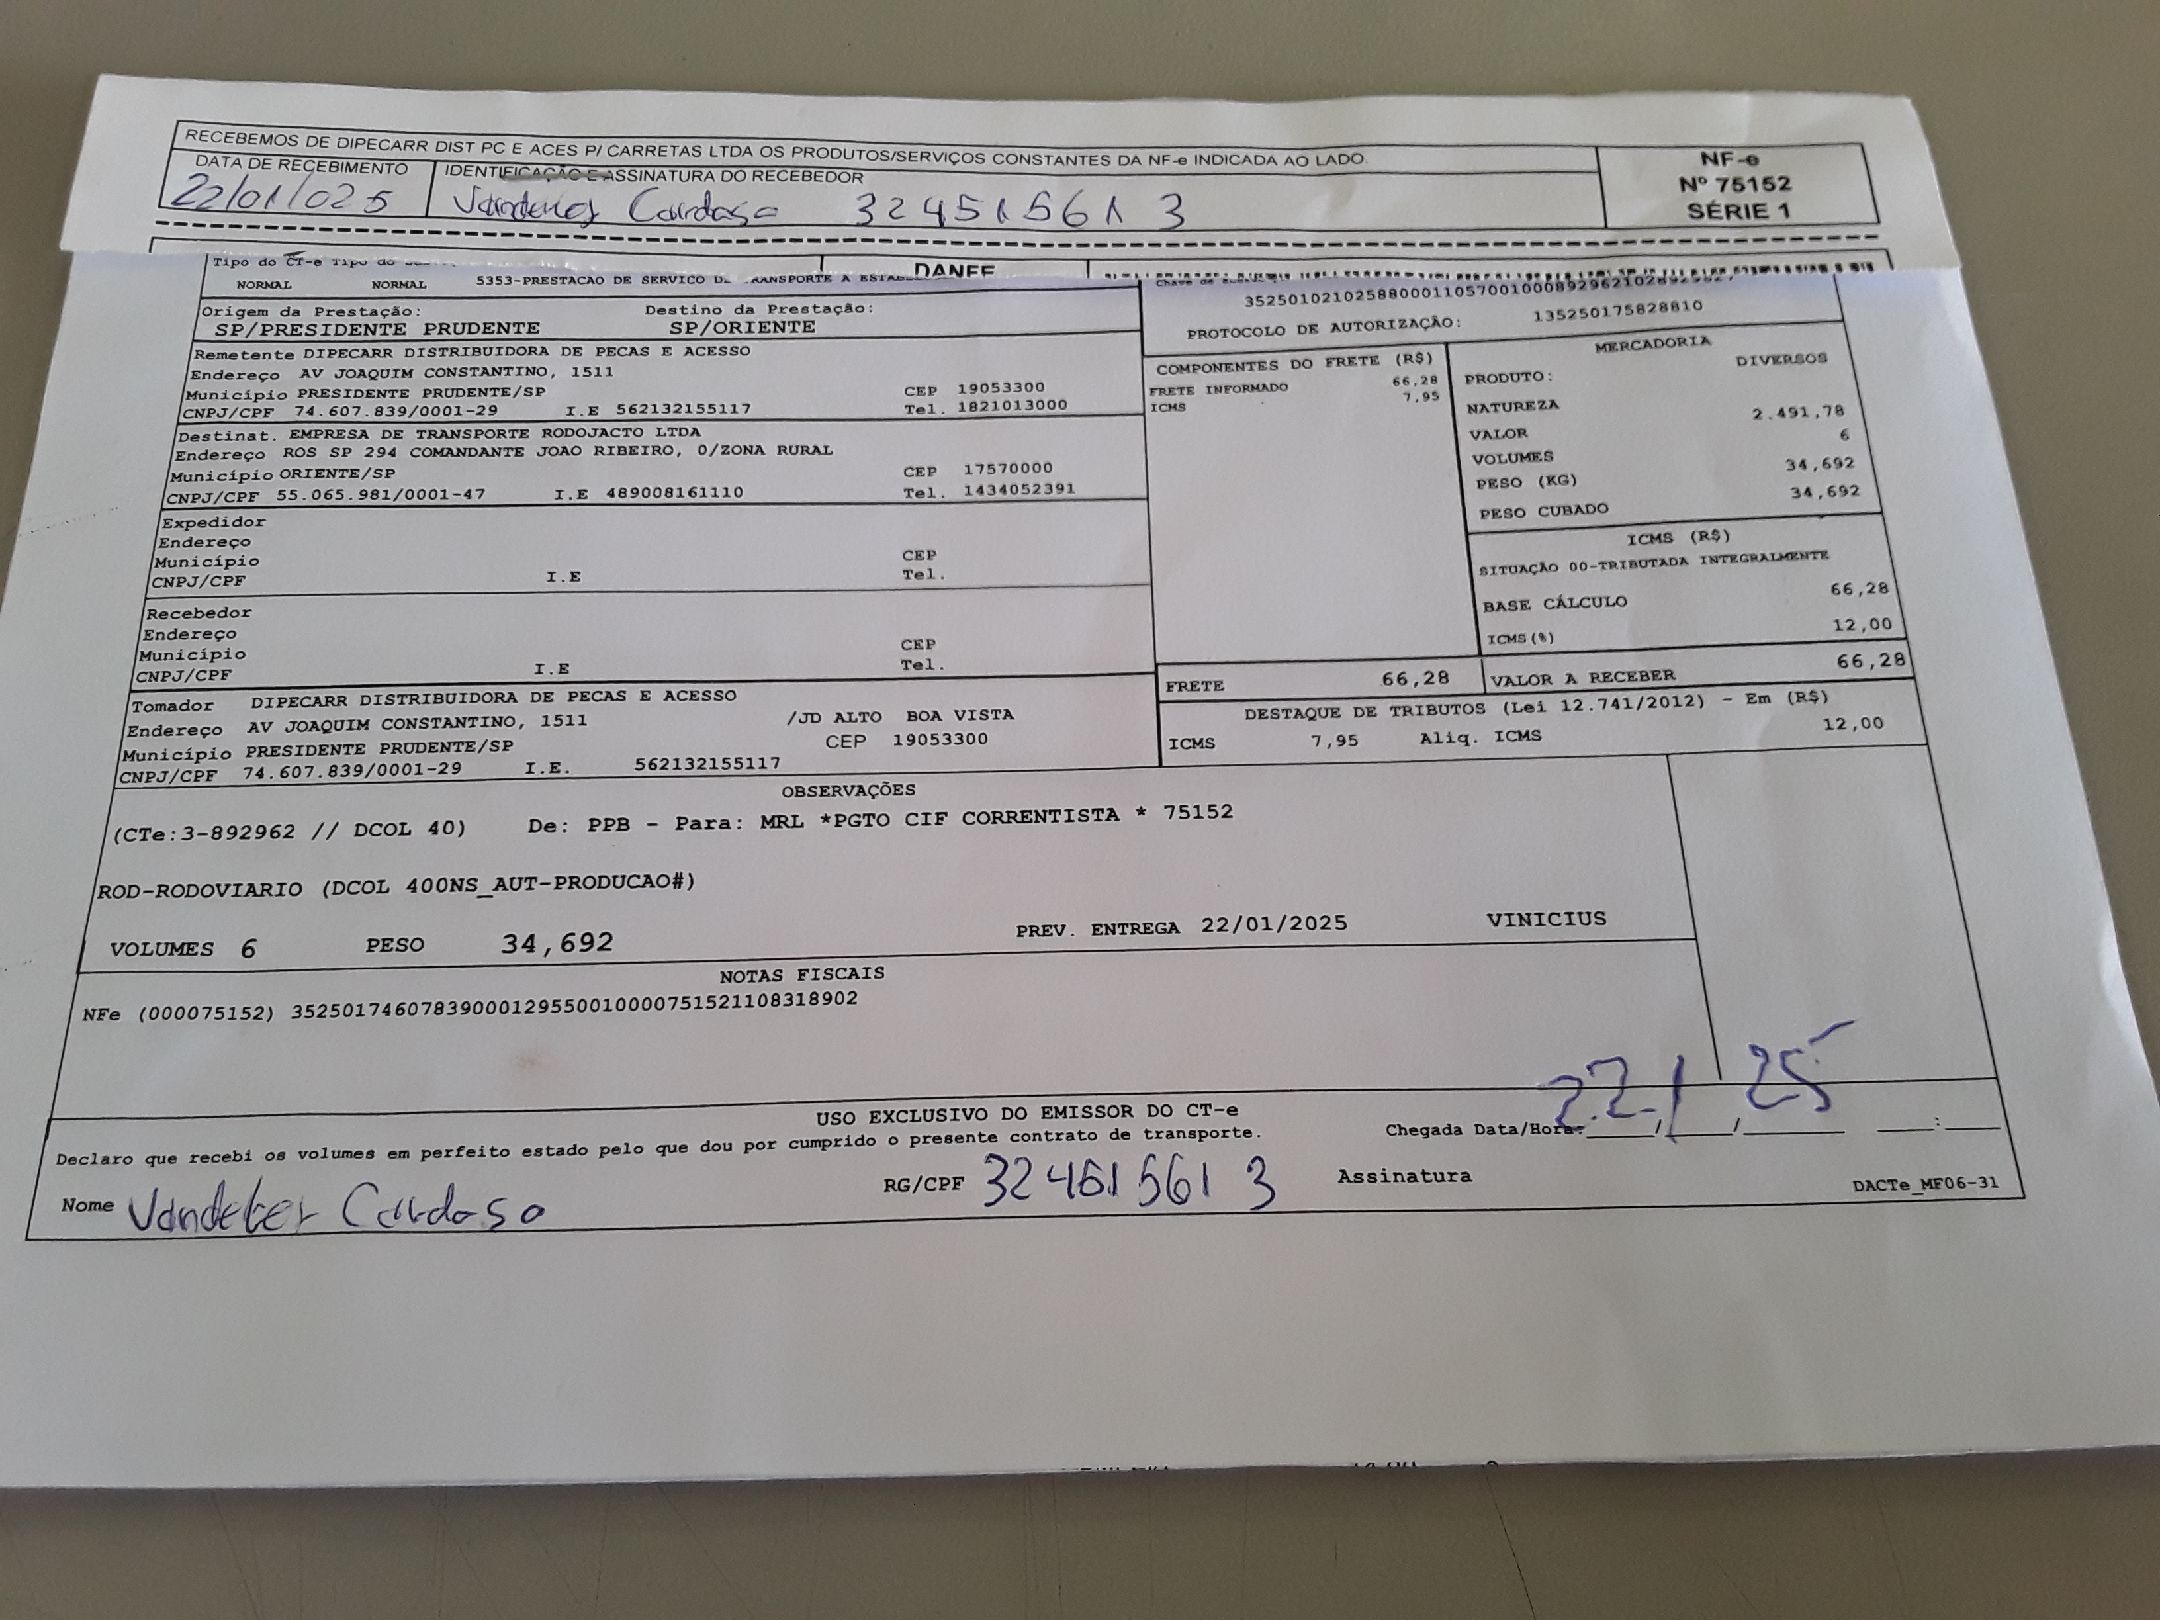 RECEBEMOS DE DIPECARR DIST PC E ACES P/ CARRETAS LTDA OS PRODUTOS/SERVIÇOS CONSTANTES DA NF-e INDICADA AO LADO.
DATA DE RECEBIMENTO IDENTIFICAÇÃO E ASSINATURA DO RECEBEDOR
22/01/025 Cardoso 324515613
NF-e
Nº 75152
SÉRIE 1
DANFE
Tipo do CT-e Tipo do
NORMAL NORMAL 5353-PRESTACAO DE SERVICO DE TRANSPORTE A
Origem da Prestação: Destino da Prestação:
SP/PRESIDENTE PRUDENTE SP/ORIENTE
PROTOCOLO DE AUTORIZAÇÃO: 135250175828810
Remetente DIPECARR DISTRIBUIDORA DE PECAS E ACESSO
Endereço AV JOAQUIM CONSTANTINO, 1511
Município PRESIDENTE PRUDENTE/SP CEP 19053300
CNPJ/CPF 74.607.839/0001-29 I.E 562132155117 Tel. 1821013000
Destinat. EMPRESA DE TRANSPORTE RODOJACTO LTDA
Endereço ROS SP 294 COMANDANTE JOAO RIBEIRO, 0/ZONA RURAL
Município ORIENTE/SP CEP 17570000
CNPJ/CPF 55.065.981/0001-47 I.E 489008161110 Tel. 1434052391
Expedidor
Endereço
Município CEP
CNPJ/CPF I.E Tel.
Recebedor
Endereço
Município CEP
CNPJ/CPF I.E Tel.
Tomador DIPECARR DISTRIBUIDORA DE PECAS E ACESSO
Endereço AV JOAQUIM CONSTANTINO, 1511 /JD ALTO BOA VISTA
Município PRESIDENTE PRUDENTE/SP CEP 19053300
CNPJ/CPF 74.607.839/0001-29 I.E. 562132155117
COMPONENTES DO FRETE (R$)
FRETE INFORMADO 66,28
ICMS 7,95
MERCADORIA
PRODUTO: DIVERSOS
NATUREZA
VALOR 2.491,78
VOLUMES 6
PESO (KG) 34,692
PESO CUBADO 34,692
ICMS (R$)
SITUAÇÃO 00-TRIBUTADA INTEGRALMENTE
BASE CÁLCULO 66,28
ICMS(%) 12,00
FRETE 66,28 VALOR A RECEBER 66,28
DESTAQUE DE TRIBUTOS (Lei 12.741/2012) - Em (R$)
ICMS 7,95 Aliq. ICMS 12,00
OBSERVAÇÕES
(CTe:3-892962 // DCOL 40) De: PPB - Para: MRL *PGTO CIF CORRENTISTA * 75152
ROD-RODOVIARIO (DCOL 400NS_AUT-PRODUCAO#)
VOLUMES 6 PESO 34,692 PREV. ENTREGA 22/01/2025 VINICIUS
NOTAS FISCAIS
NFe (000075152) 35250174607839000129550010000751521108318902
USO EXCLUSIVO DO EMISSOR DO CT-e
Declaro que recebi os volumes em perfeito estado pelo que dou por cumprido o presente contrato de transporte.
Chegada Data/Hora: 22 1 25
Nome Cardoso RG/CPF 324515613 Assinatura
DACTe_MF06-31